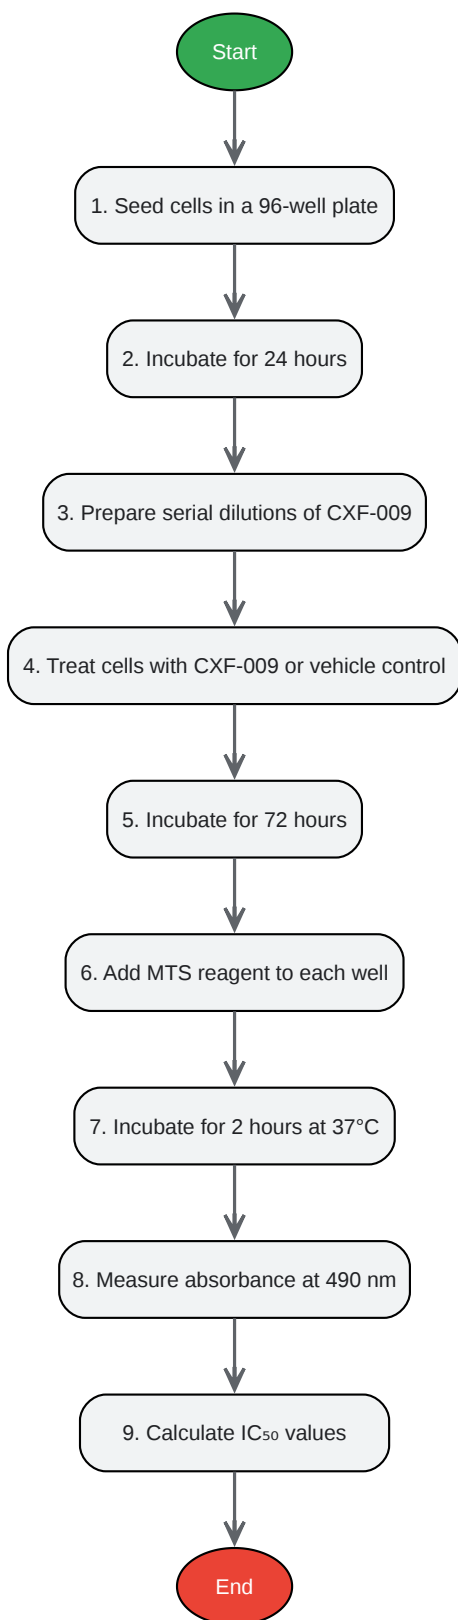 Start
1. Seed cells in a 96-well plate
2. Incubate for 24 hours
3. Prepare serial dilutions of CXF-009
4. Treat cells with CXF-009 or vehicle control
5. Incubate for 72 hours
6. Add MTS reagent to each well
7. Incubate for 2 hours at 37°C
8. Measure absorbance at 490 nm
9. Calculate IC₅₀ values
End